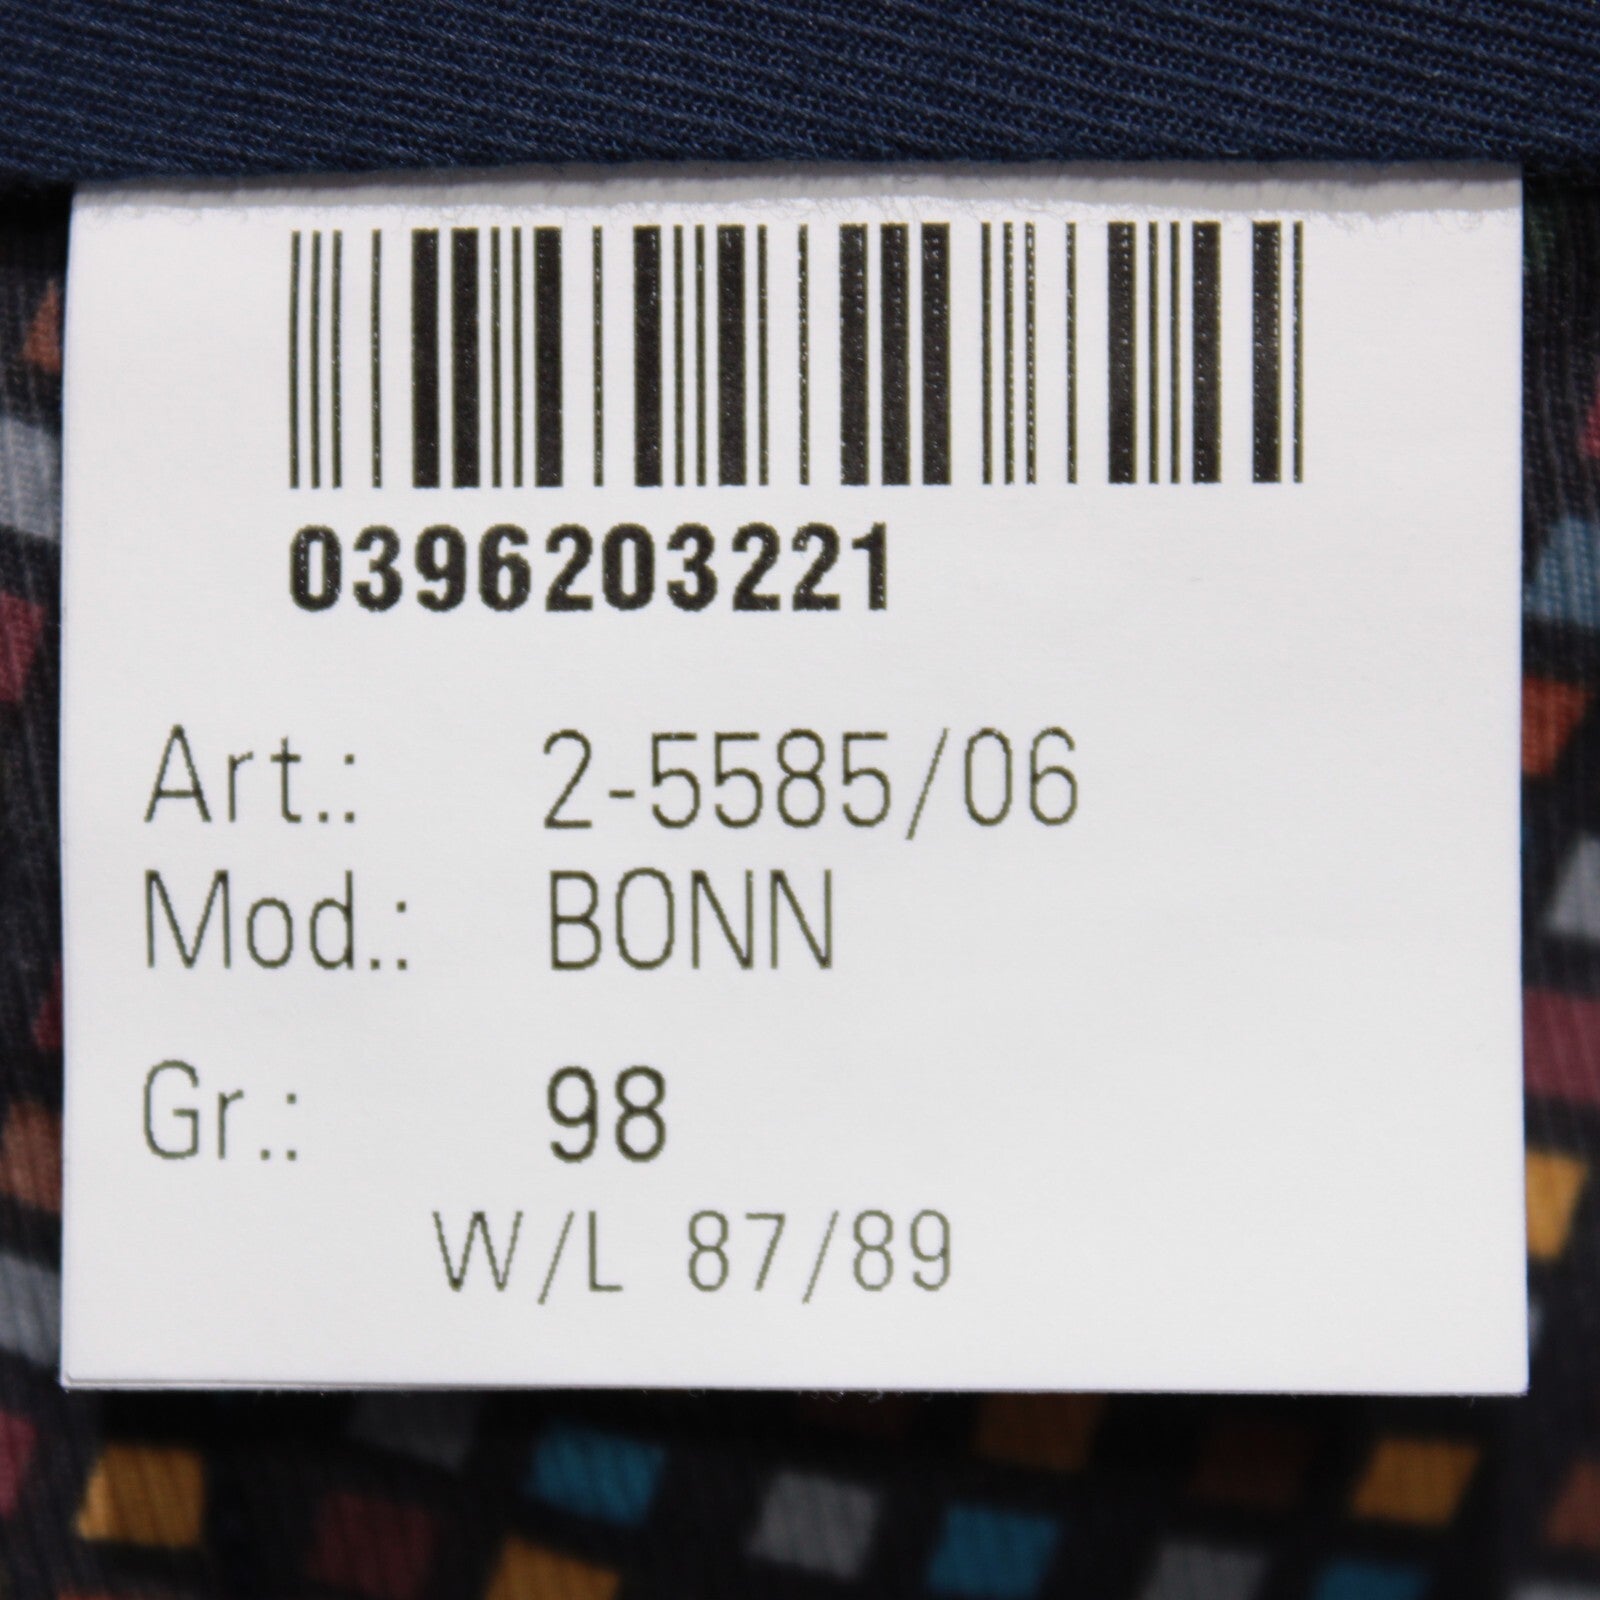 0396203221
Art.: 2-5585/06
Mod.: BONN
Gr.: 98
W/L 87/89